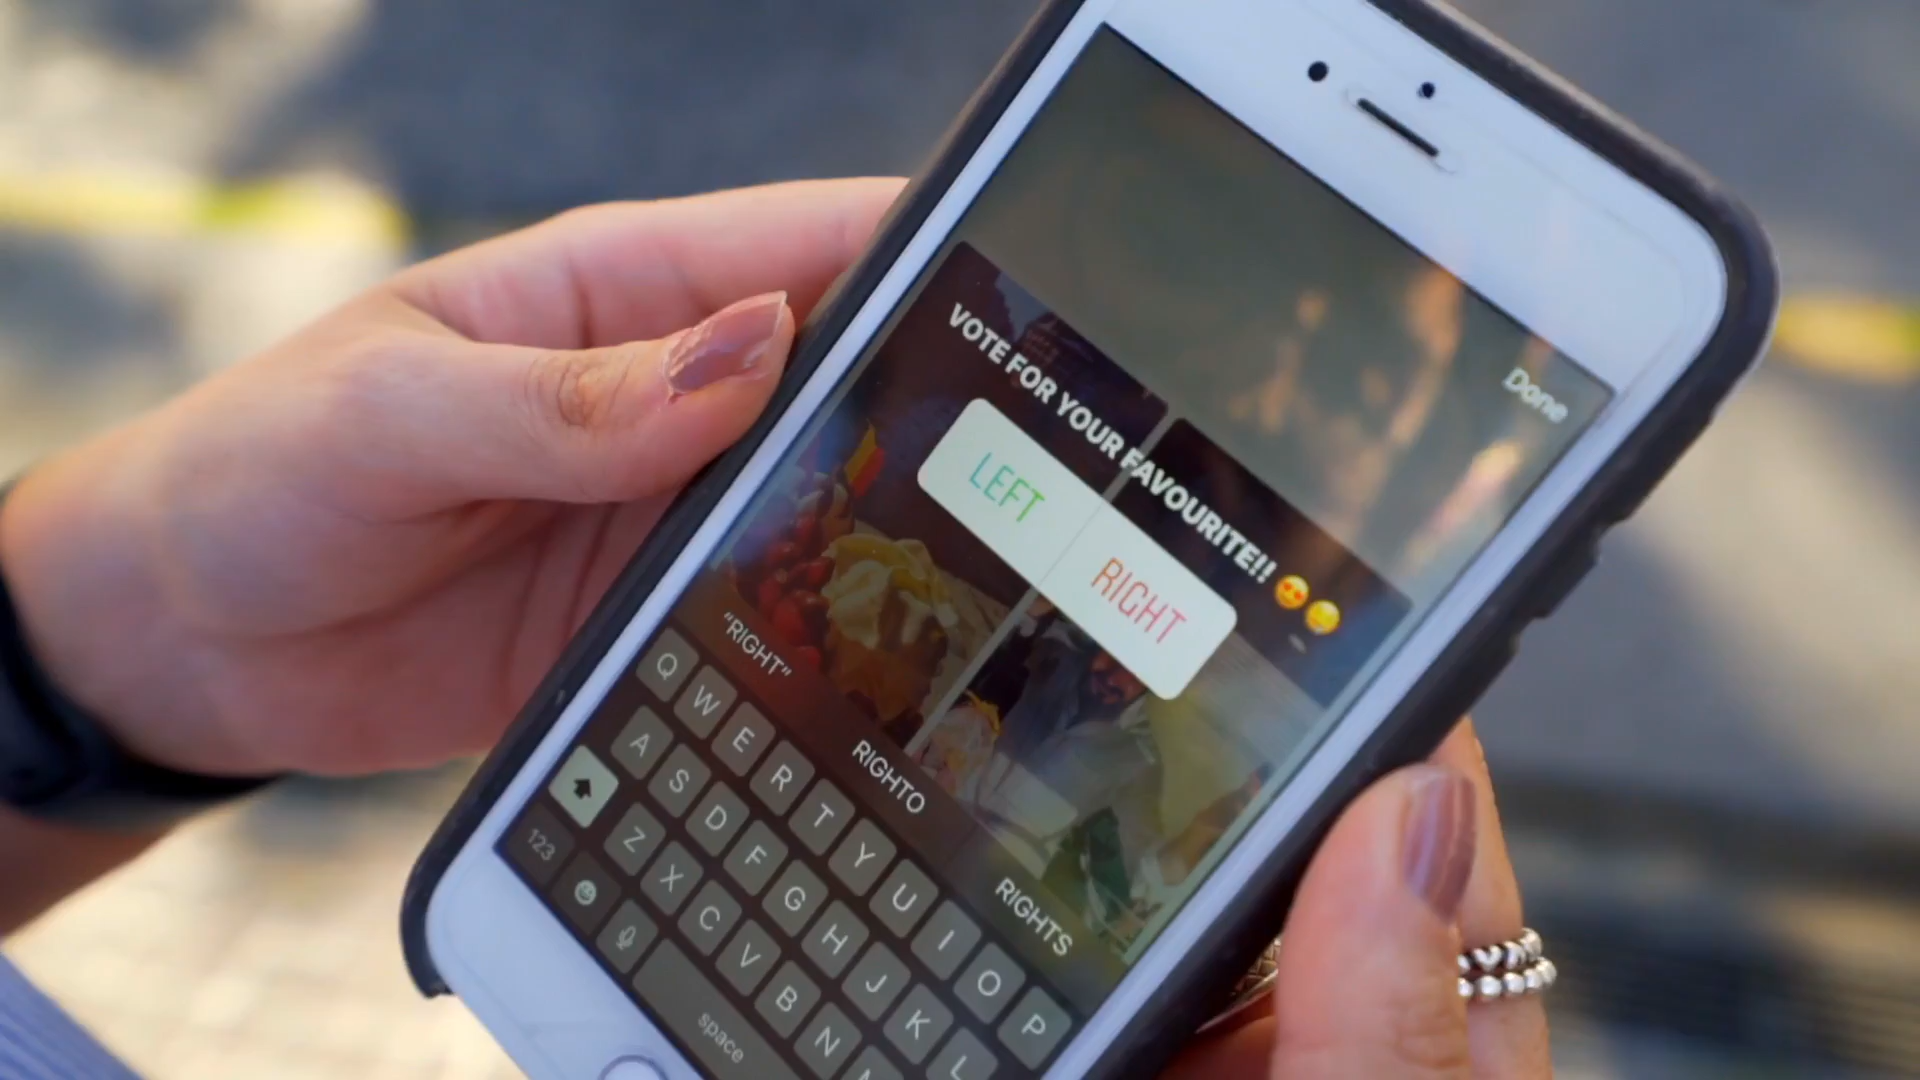 Done
VOTE FOR YOUR FAVOURITE!! 😍😊
LEFT RIGHT
"RIGHT" RIGHTO RIGHTS
Q W E R T Y U I O P
A S D F G H J K L
Z X C V B N
123 space